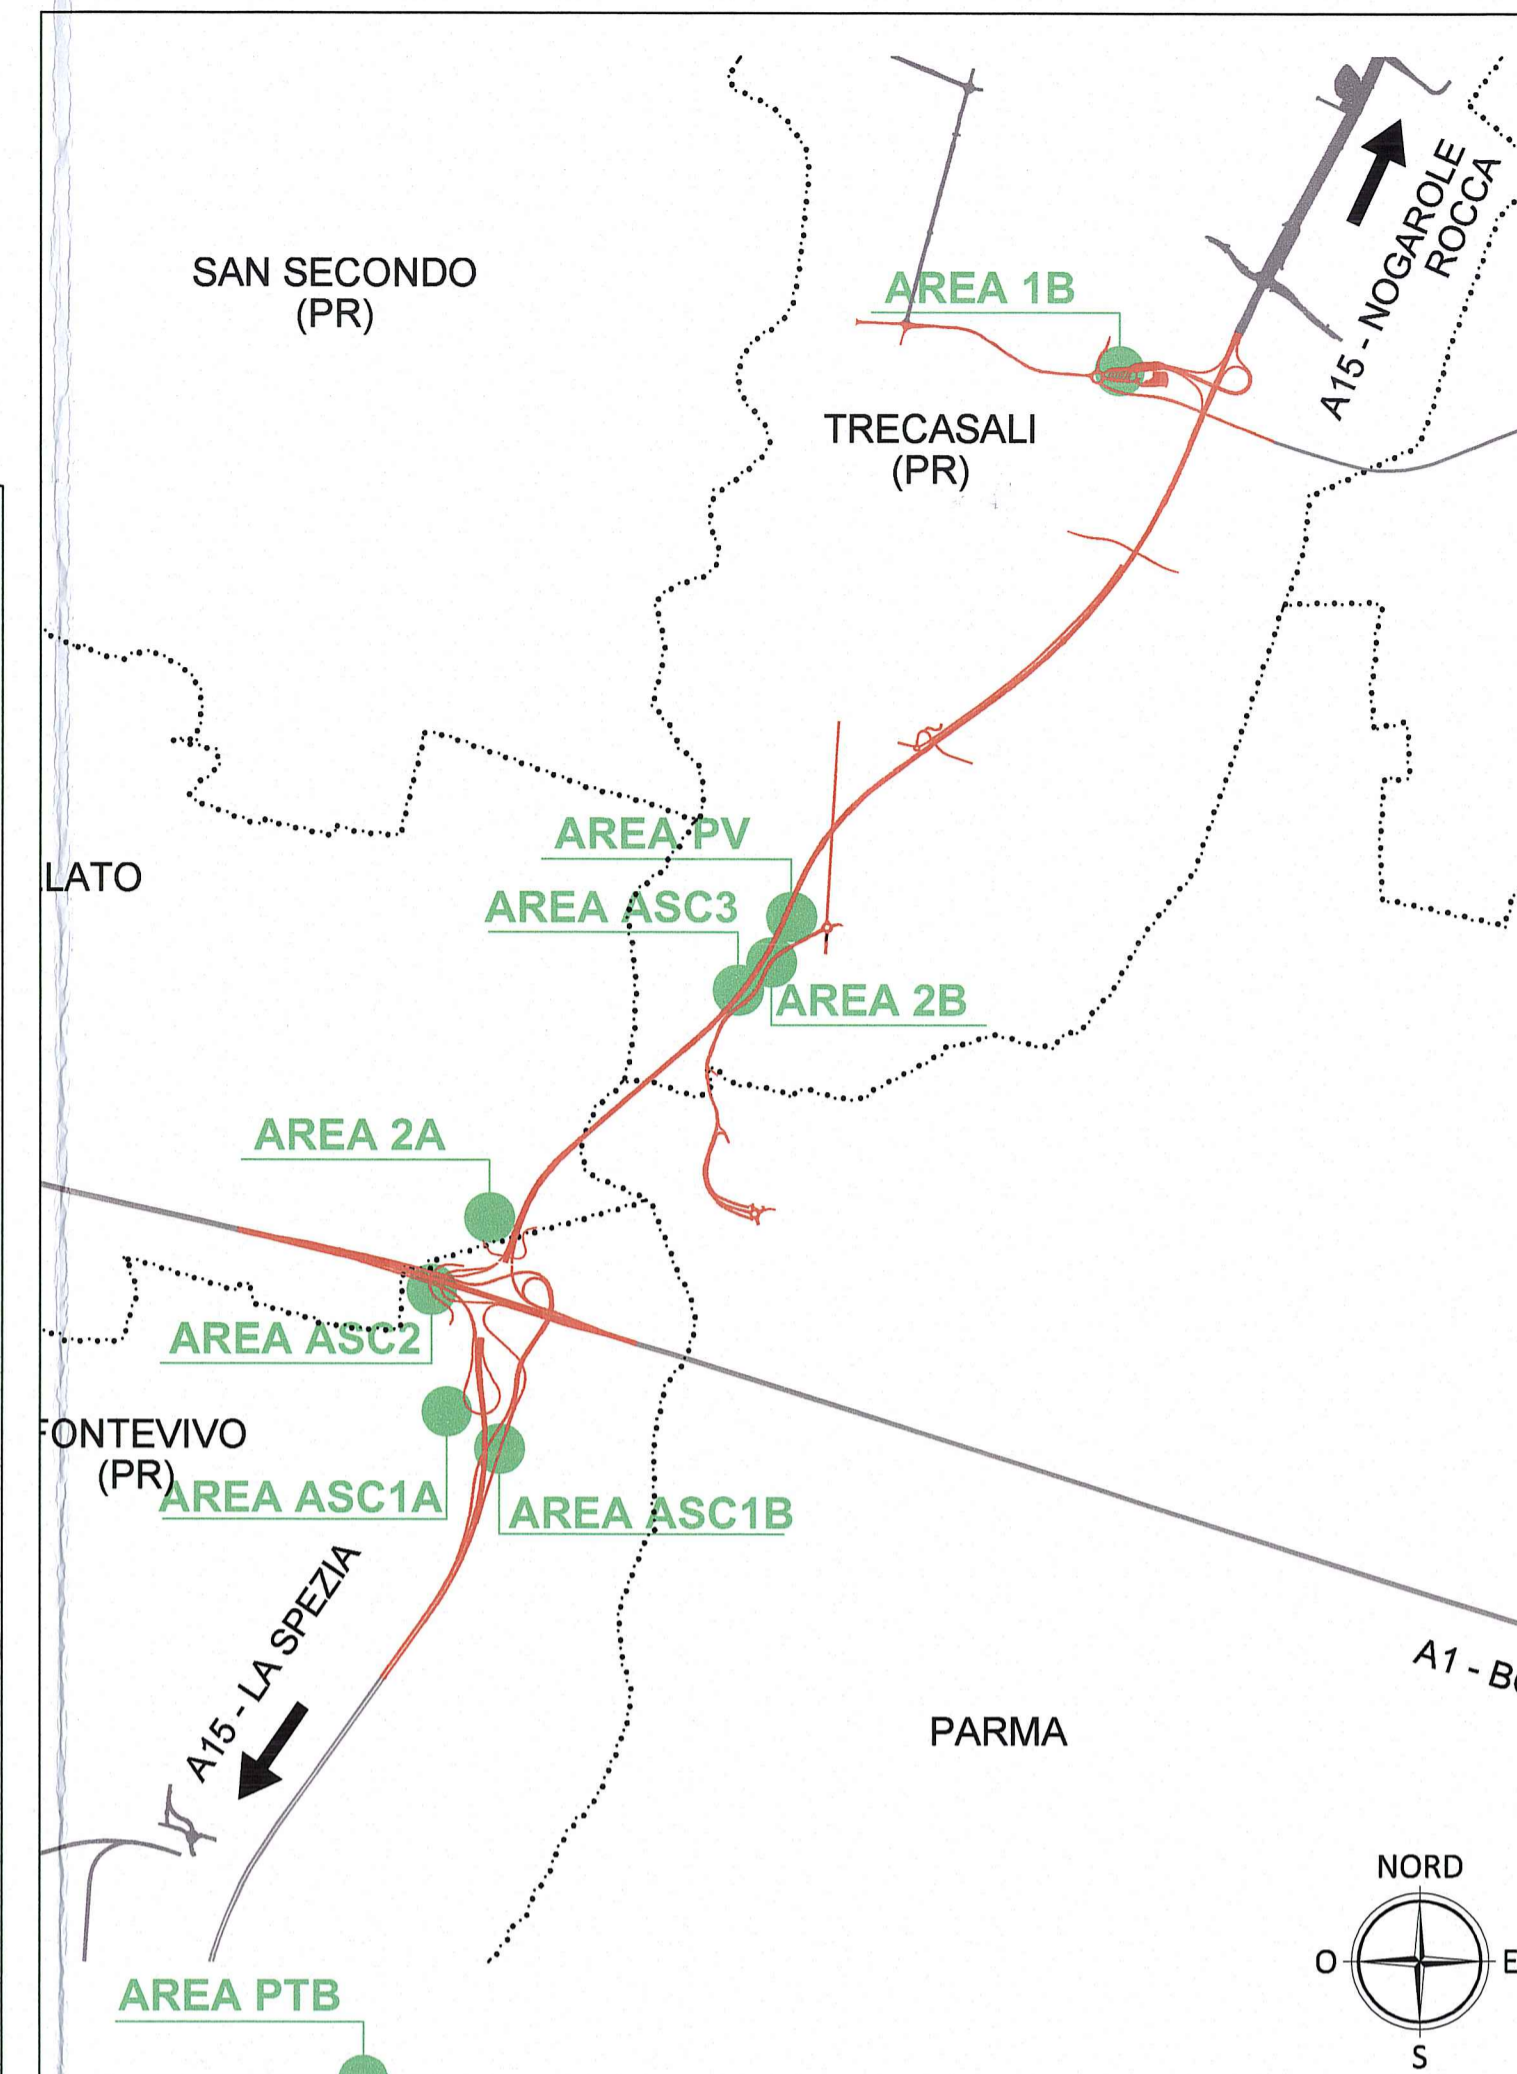 A15 - NOGAROLE
ROCCA
SAN SECONDO
(PR)
AREA 1B
TRECASALI
(PR)
AREA PV
LATO
AREA ASC3
AREA 2B
AREA 2A
AREA ASC2
FONTEVIVO
(PR)
AREA ASC1A
AREA ASC1B
A15 - LA SPEZIA
A1 - B
PARMA
NORD
O
E
S
AREA PTB